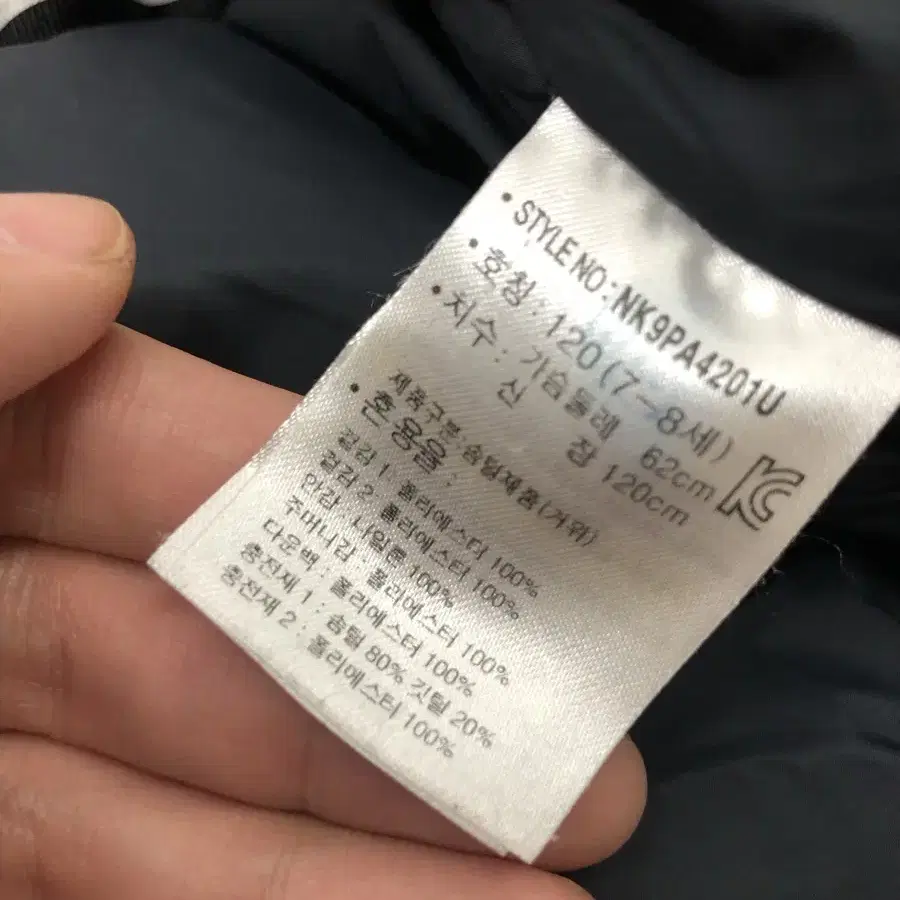 • STYLE NO : NK9PA4201U
• 호칭 : 120 (7-8세)
• 치수 : 가슴둘레 62cm
신 장 120cm
KC
제품구분 : 솜털제품(거위)
• 혼용율 :
겉감 1 : 폴리에스터 100%
겉감 2 : 폴리에스터 100%
안감 : 나일론 100%
주머니감 : 폴리에스터 100%
다운백 : 폴리에스터 100%
충전재 1 : 솜털 80% 깃털 20%
충전재 2 : 폴리에스터 100%